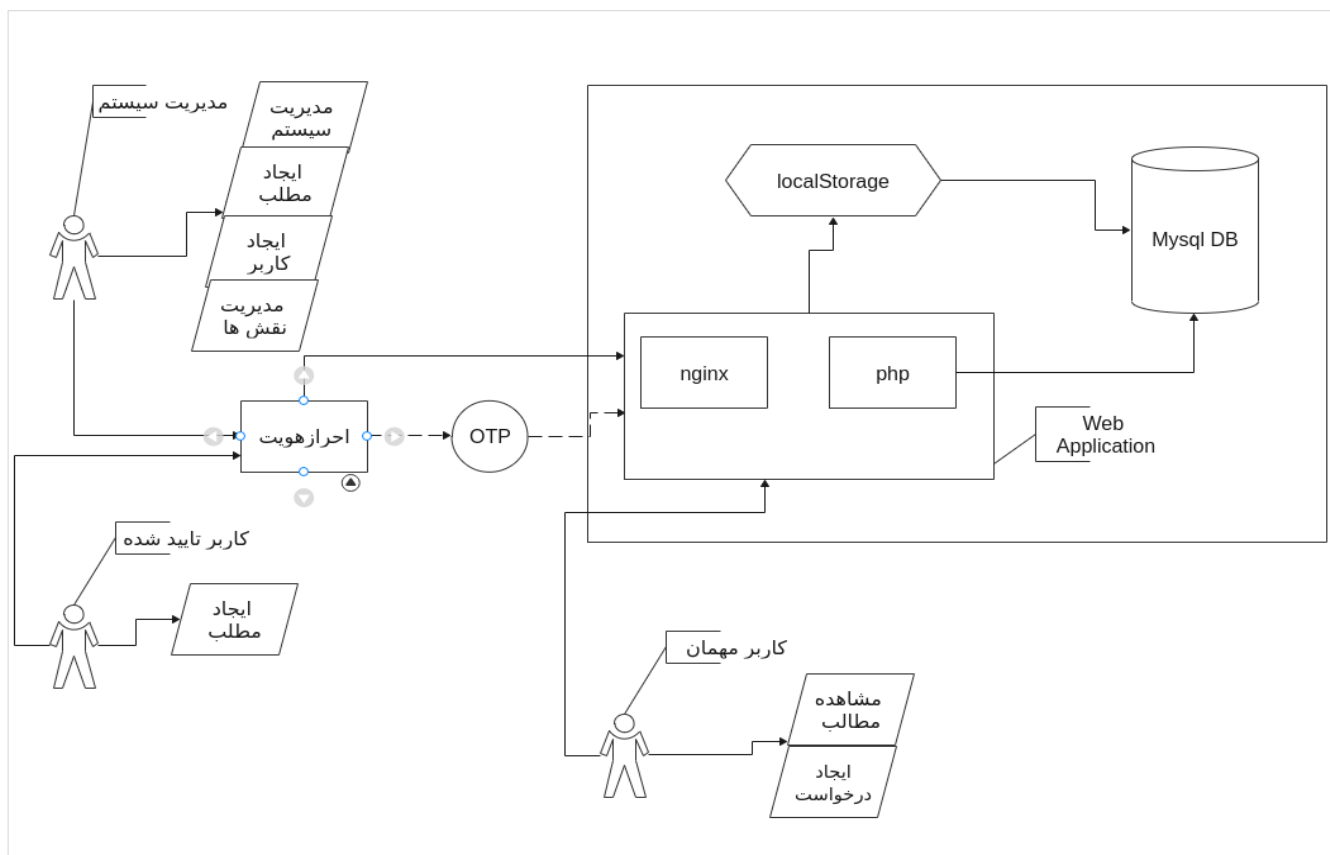 مدیریت سیستم
مدیریت
سیستم
ایجاد
مطلب
ایجاد
کاربر
مدیریت
نقش ها
localStorage
Mysql DB
nginx
php
Web
Application
احرازهویت
OTP
کاربر تایید شده
ایجاد
مطلب
کاربر مهمان
مشاهده
مطالب
ایجاد
درخواست